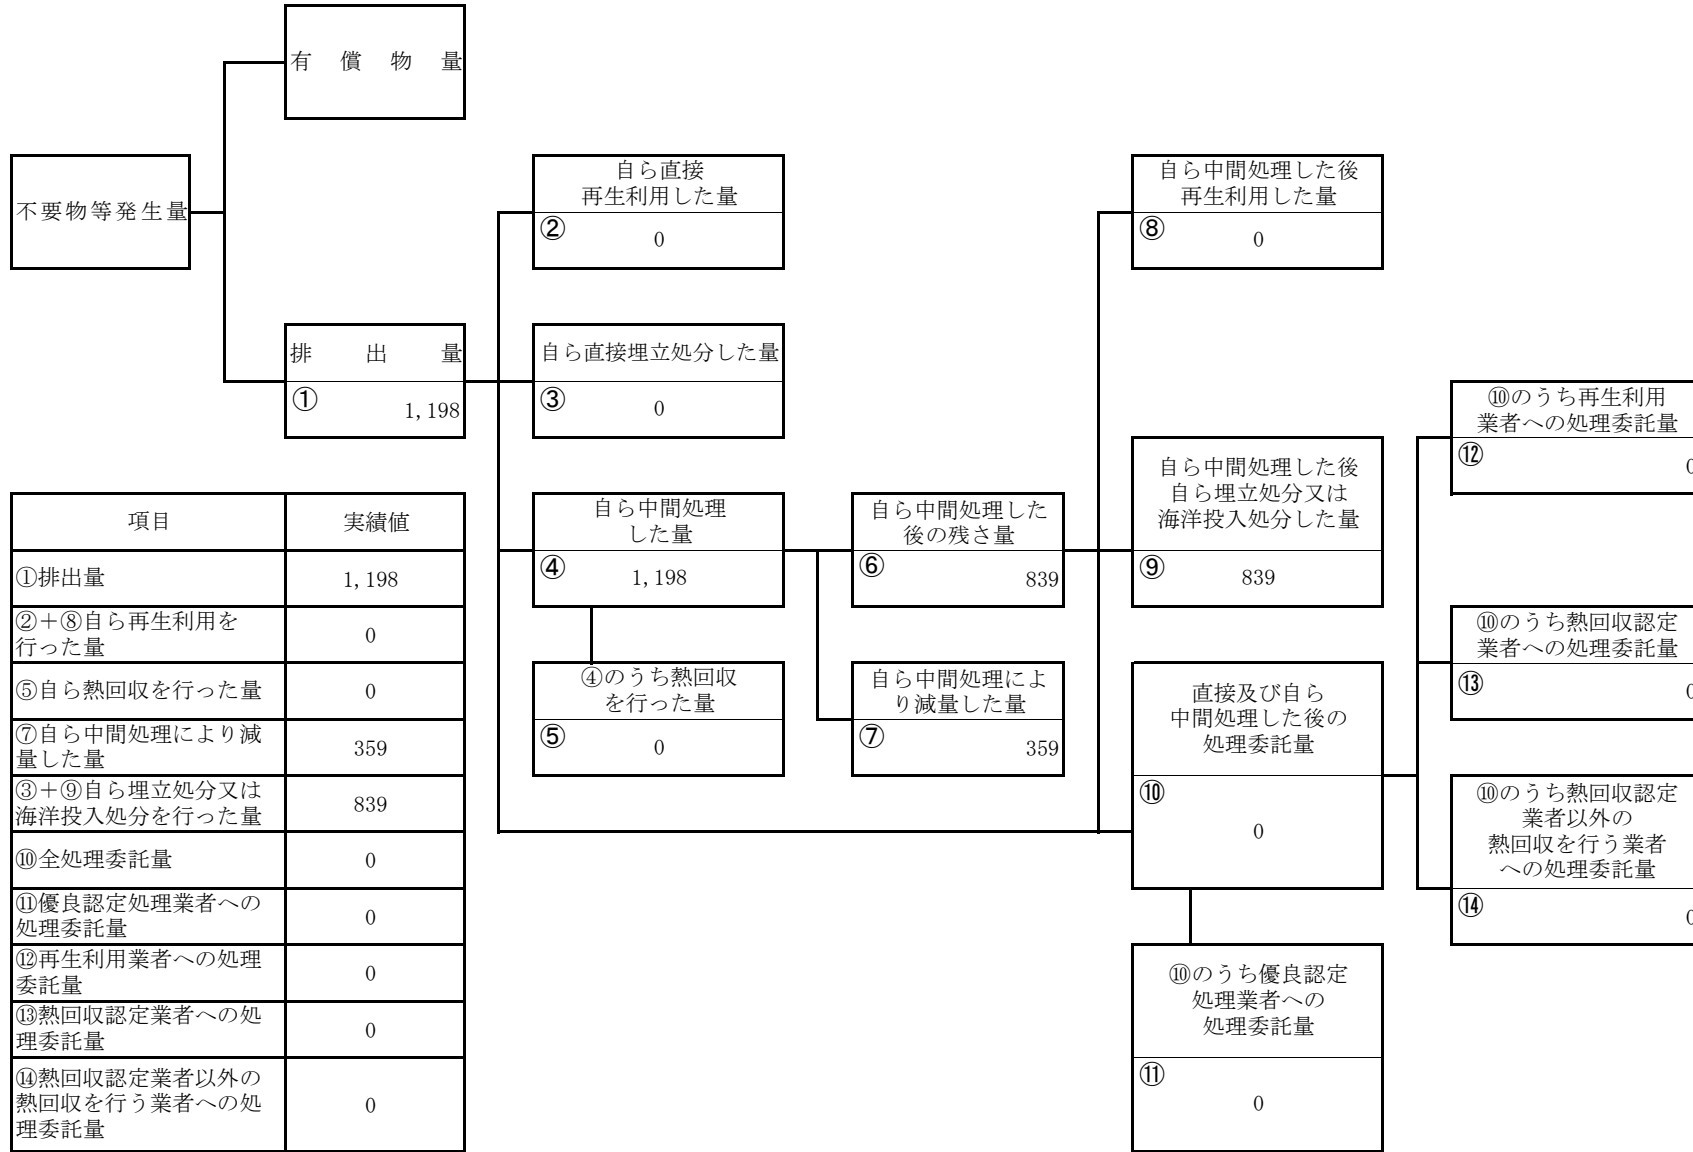 有償物量
不要物等発生量
排出量
① 1,198
自ら直接
再生利用した量
② 0
自ら直接埋立処分した量
③ 0
自ら中間処理
した量
④ 1,198
④のうち熱回収
を行った量
⑤ 0
自ら中間処理した
後の残さ量
⑥ 839
自ら中間処理によ
り減量した量
⑦ 359
自ら中間処理した後
再生利用した量
⑧ 0
自ら中間処理した後
自ら埋立処分又は
海洋投入処分した量
⑨ 839
直接及び自ら
中間処理した後の
処理委託量
⑩
0
⑩のうち優良認定
処理業者への
処理委託量
⑪
0
⑩のうち再生利用
業者への処理委託量
⑫ 0
⑩のうち熱回収認定
業者への処理委託量
⑬ 0
⑩のうち熱回収認定
業者以外の
熱回収を行う業者
への処理委託量
⑭ 0
項目 実績値
①排出量 1,198
②＋⑧自ら再生利用を
行った量 0
⑤自ら熱回収を行った量 0
⑦自ら中間処理により減
量した量 359
③＋⑨自ら埋立処分又は
海洋投入処分を行った量 839
⑩全処理委託量 0
⑪優良認定処理業者への
処理委託量 0
⑫再生利用業者への処理
委託量 0
⑬熱回収認定業者への処
理委託量 0
⑭熱回収認定業者以外の
熱回収を行う業者への処
理委託量 0